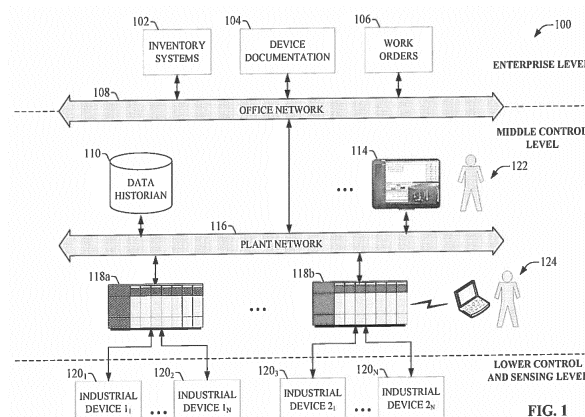 102
104
106
100
INVENTORY
SYSTEMS
DEVICE
DOCUMENTATION
WORK
ORDERS
ENTERPRISE LEVEL
108
OFFICE NETWORK
MIDDLE CONTROL
LEVEL
110
DATA
HISTORIAN
...
114
122
116
PLANT NETWORK
118a
...
118b
124
LOWER CONTROL
AND SENSING LEVEL
120₁
120₂
120₃
120N
INDUSTRIAL
DEVICE 1₁
...
INDUSTRIAL
DEVICE 1N
INDUSTRIAL
DEVICE 2₁
...
INDUSTRIAL
DEVICE 2N
FIG. 1